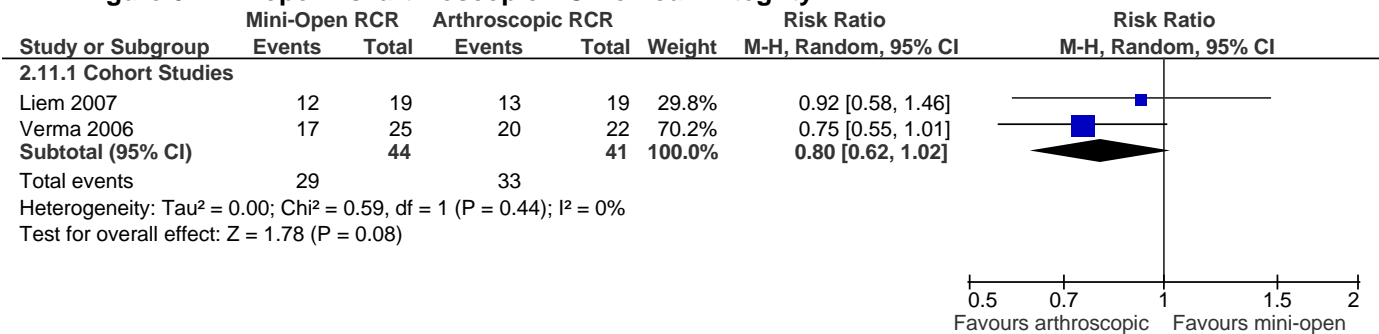 Mini-Open RCR Arthroscopic RCR Risk Ratio Risk Ratio
Study or Subgroup Events Total Events Total Weight M-H, Random, 95% CI M-H, Random, 95% CI
2.11.1 Cohort Studies
Liem 2007 12 19 13 19 29.8% 0.92 [0.58, 1.46]
Verma 2006 17 25 20 22 70.2% 0.75 [0.55, 1.01]
Subtotal (95% CI) 44 41 100.0% 0.80 [0.62, 1.02]
Total events 29 33
Heterogeneity: Tau² = 0.00; Chi² = 0.59, df = 1 (P = 0.44); I² = 0%
Test for overall effect: Z = 1.78 (P = 0.08)
0.5 0.7 1 1.5 2
Favours arthroscopic Favours mini-open